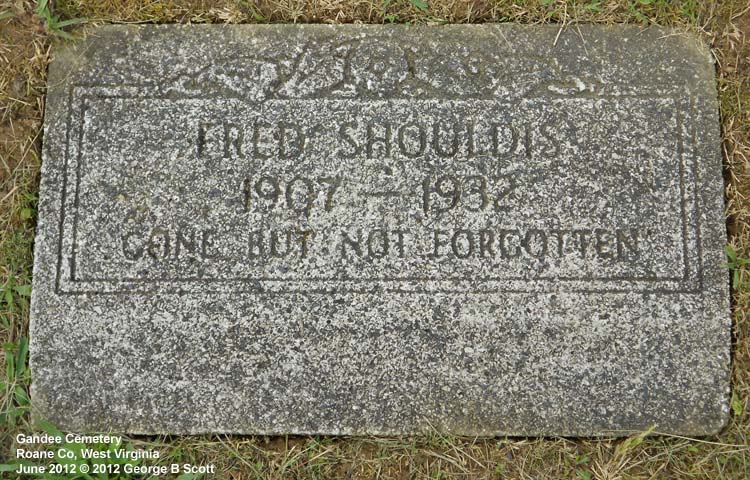 FRED SHOULDIS
1907 — 1932
GONE BUT NOT FORGOTTEN
Gandee Cemetery
Roane Co, West Virginia
June 2012 © 2012 George B Scott